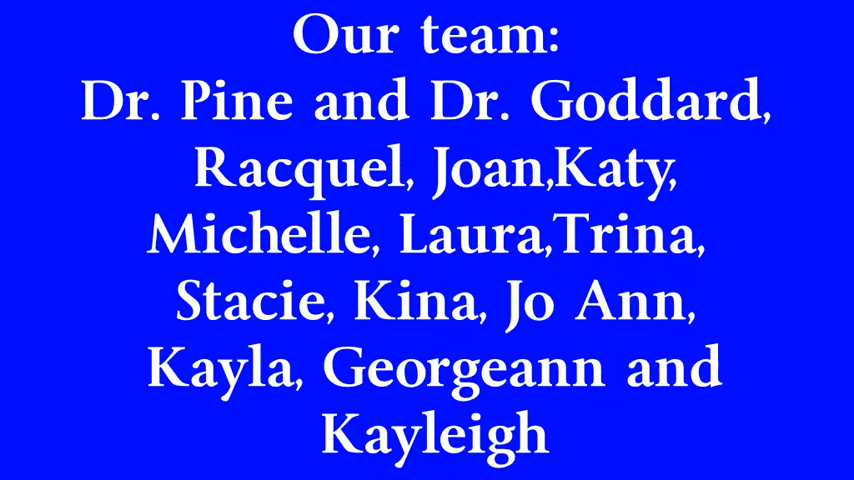 Our team:
Dr. Pine and Dr. Goddard,
Racquel, Joan,Katy,
Michelle, Laura,Trina,
Stacie, Kina, Jo Ann,
Kayla, Georgeann and
Kayleigh